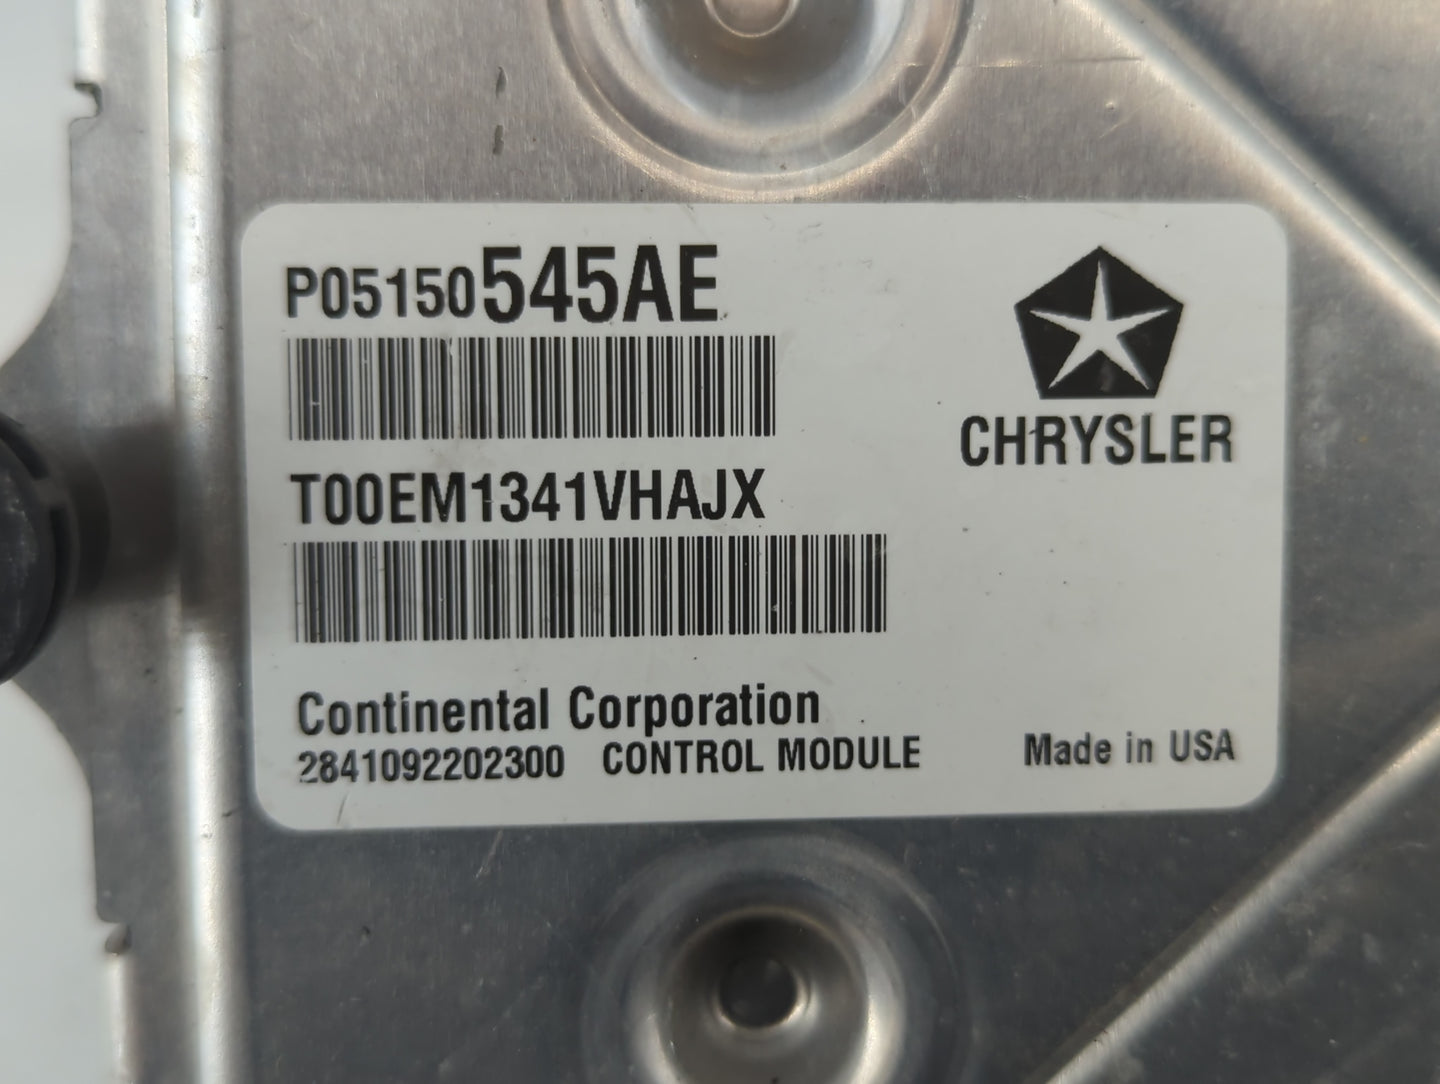 P05150545AE
CHRYSLER
T00EM1341VHAJX
Continental Corporation
2841092202300 CONTROL MODULE
Made in USA